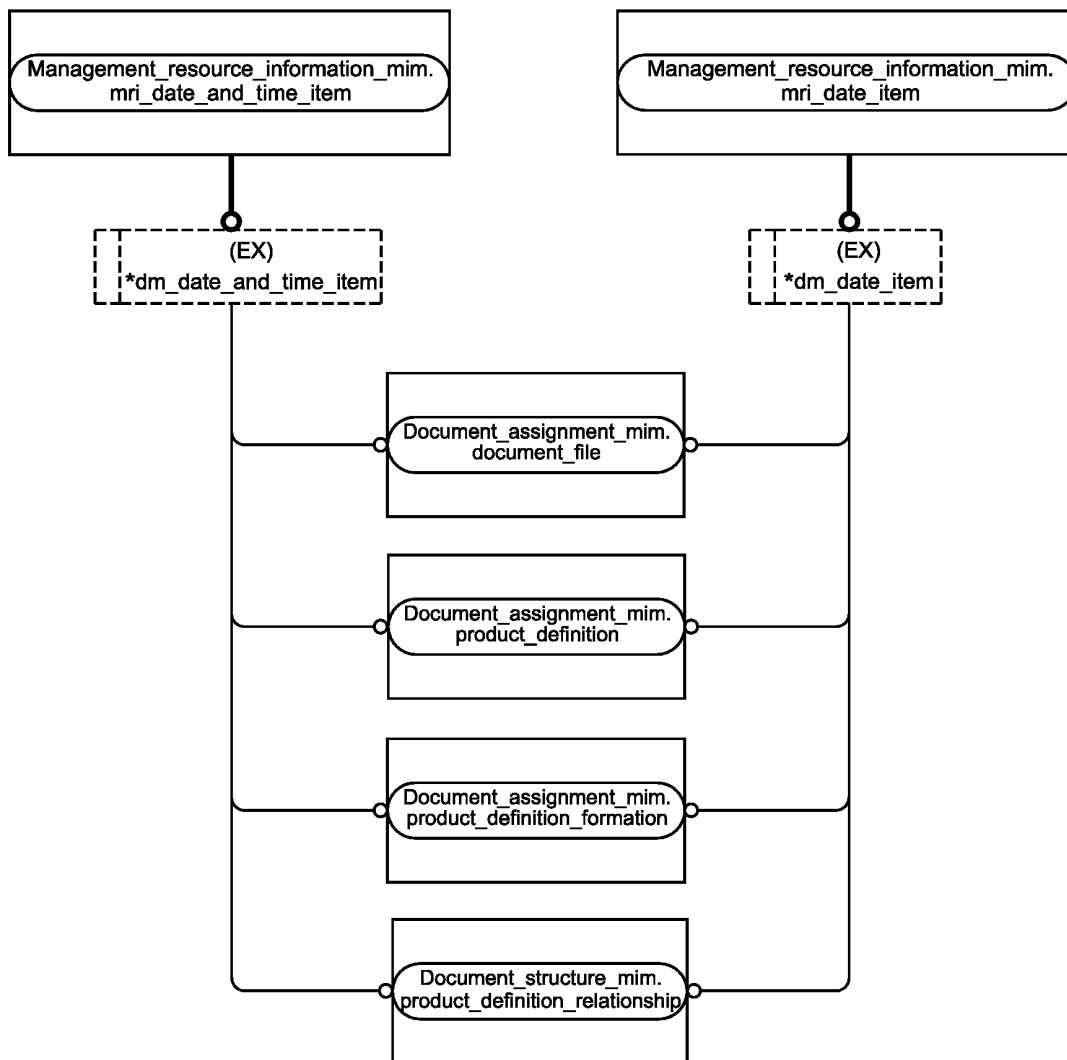 Management_resource_information_mim.
mri_date_and_time_item
Management_resource_information_mim.
mri_date_item
(EX)
*dm_date_and_time_item
(EX)
*dm_date_item
Document_assignment_mim.
document_file
Document_assignment_mim.
product_definition
Document_assignment_mim.
product_definition_formation
Document_structure_mim.
product_definition_relationship